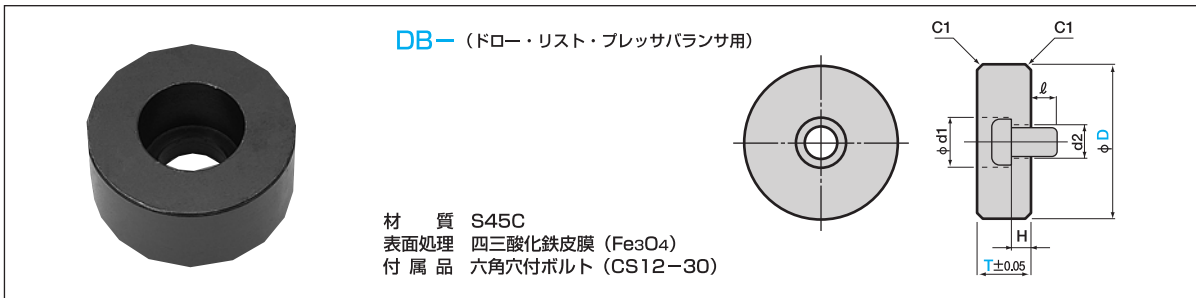 DB－（ドロー・リスト・プレッサバランサ用）
材　質　S45C
表面処理　四三酸化鉄皮膜（Fe3O4）
付属品　六角穴付ボルト（CS12－30）
C1　C1
ℓ
φd1　d2　φD
H
T±0.05